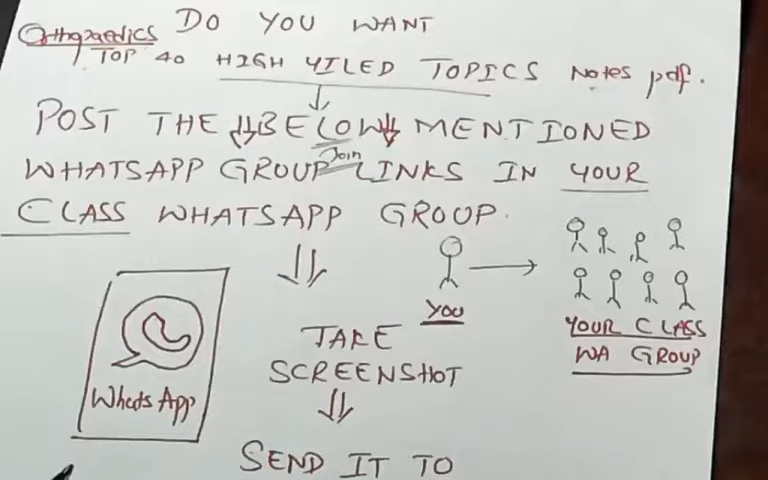 DO YOU WANT
Orthopaedics
TOP 40 HIGH YILED TOPICS Notes pdf.
POST THE BELOW MENTIONED
Join
WHATSAPP GROUP LINKS IN YOUR
CLASS WHATSAPP GROUP.
YOU
YOUR CLASS
WA GROUP
TAKE
SCREENSHOT
WhatsApp
SEND IT TO